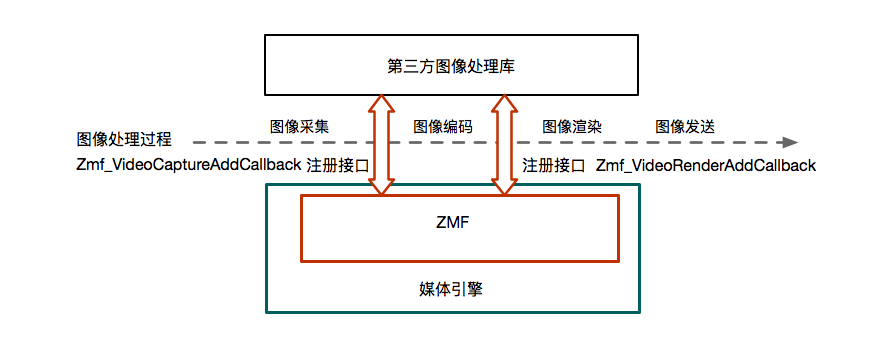 第三方图像处理库
图像采集
图像编码
图像渲染
图像发送
图像处理过程
Zmf_VideoCaptureAddCallback 注册接口
注册接口 Zmf_VideoRenderAddCallback
ZMF
媒体引擎